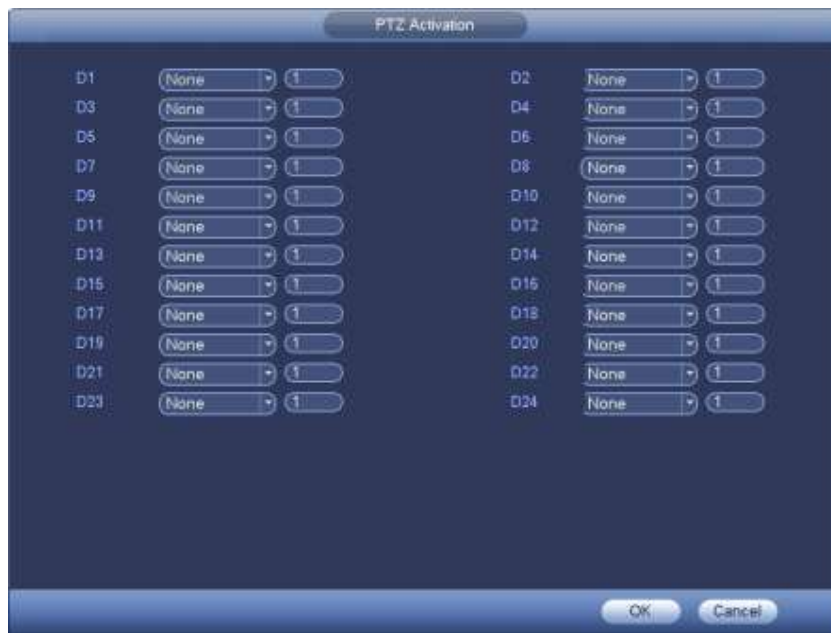 PTZ Activation
D1 None 1 D2 None 1
D3 None 1 D4 None 1
D5 None 1 D6 None 1
D7 None 1 D8 None 1
D9 None 1 D10 None 1
D11 None 1 D12 None 1
D13 None 1 D14 None 1
D15 None 1 D16 None 1
D17 None 1 D18 None 1
D19 None 1 D20 None 1
D21 None 1 D22 None 1
D23 None 1 D24 None 1
OK Cancel